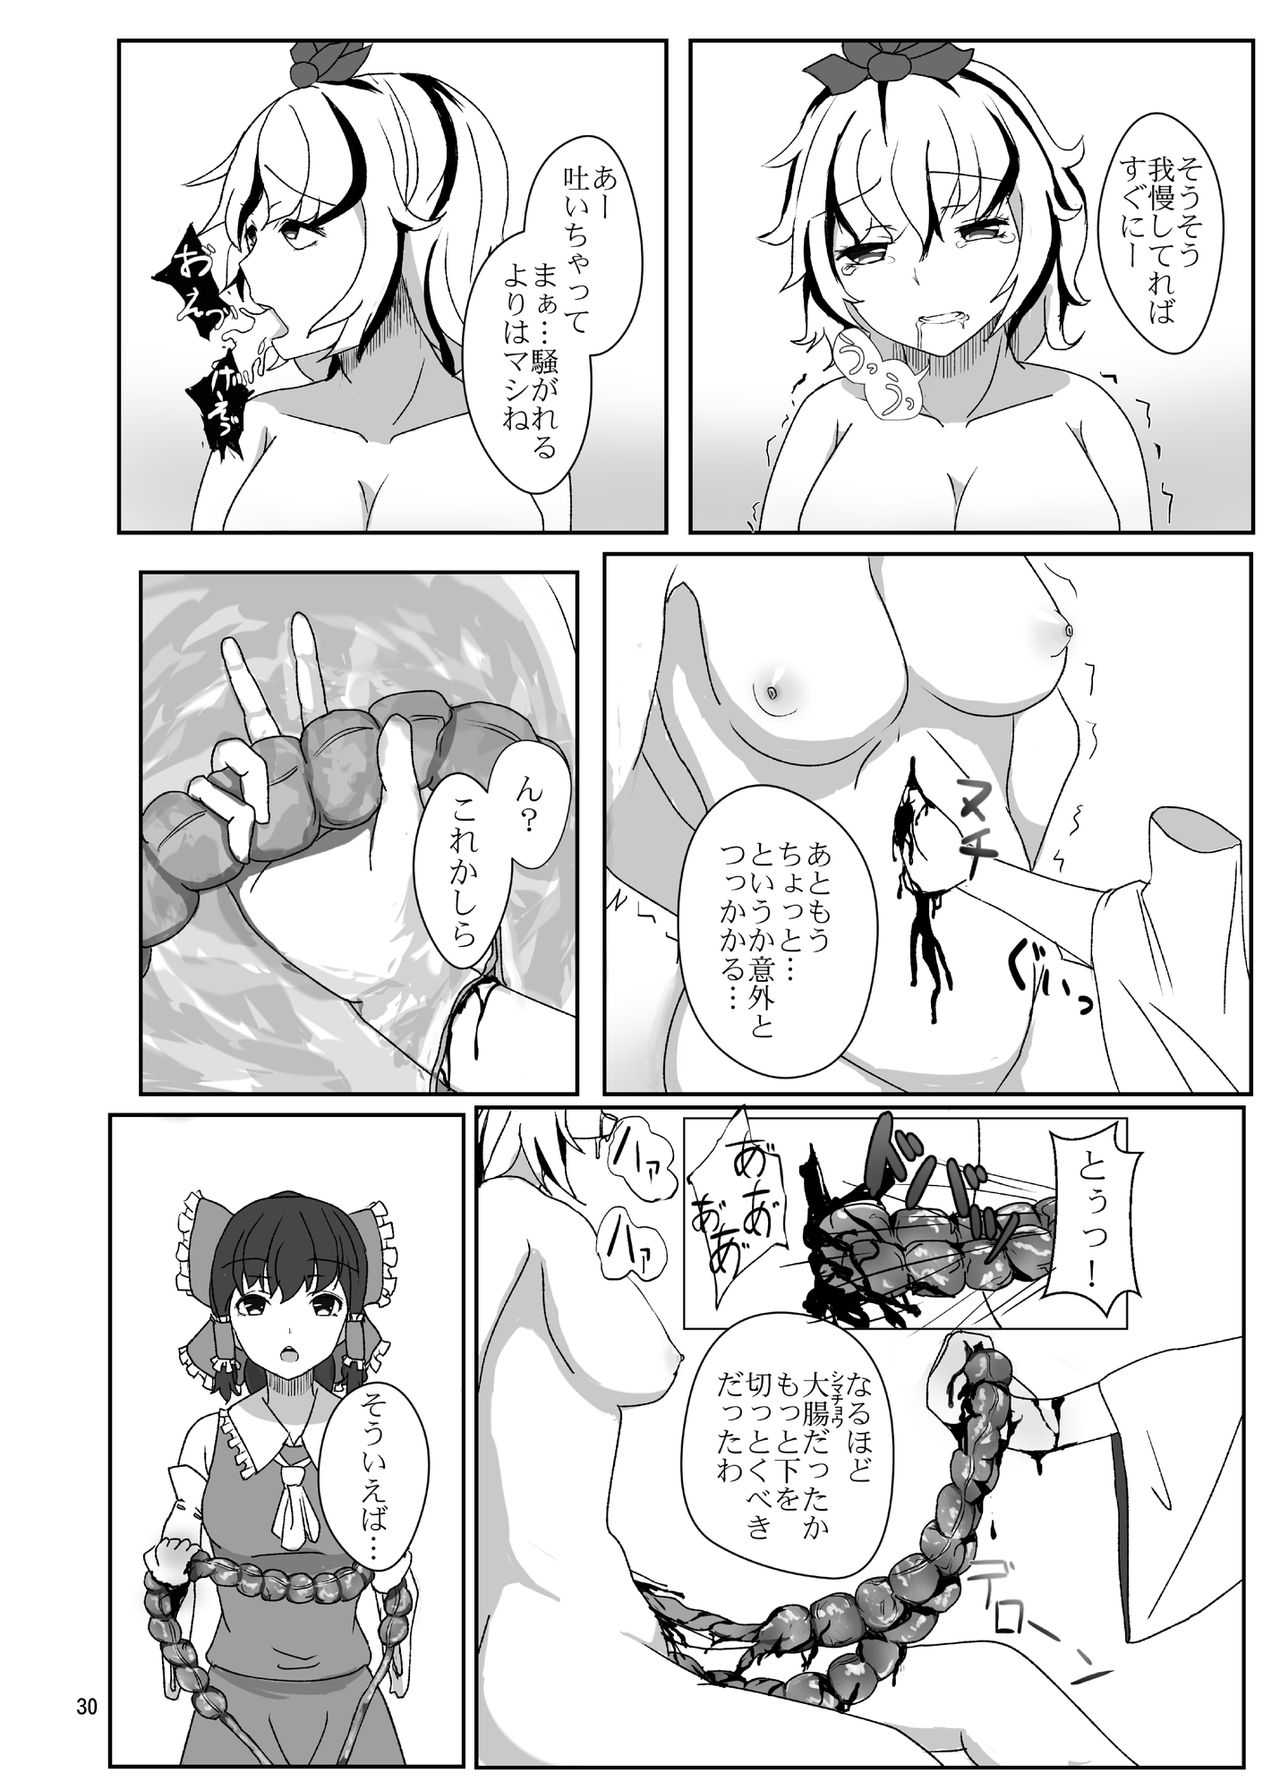 そうそう
我慢してれば
すぐにー
うっ
うっ
あー
吐いちゃって
まぁ…騒がれる
よりはマシね
おえっ
げえぇ
あともう
ちょっと…
というか意外と
つっかかる…
ヌチ
ぐいっ
ん?
これかしら
とぅっ!
あ゛あ゛
あ゛あ゛
ハァ
ハァ
なるほど
大腸だったか
シマチョウ
もっと下を
切っとくべき
だったわ
デローン
そういえば…
30